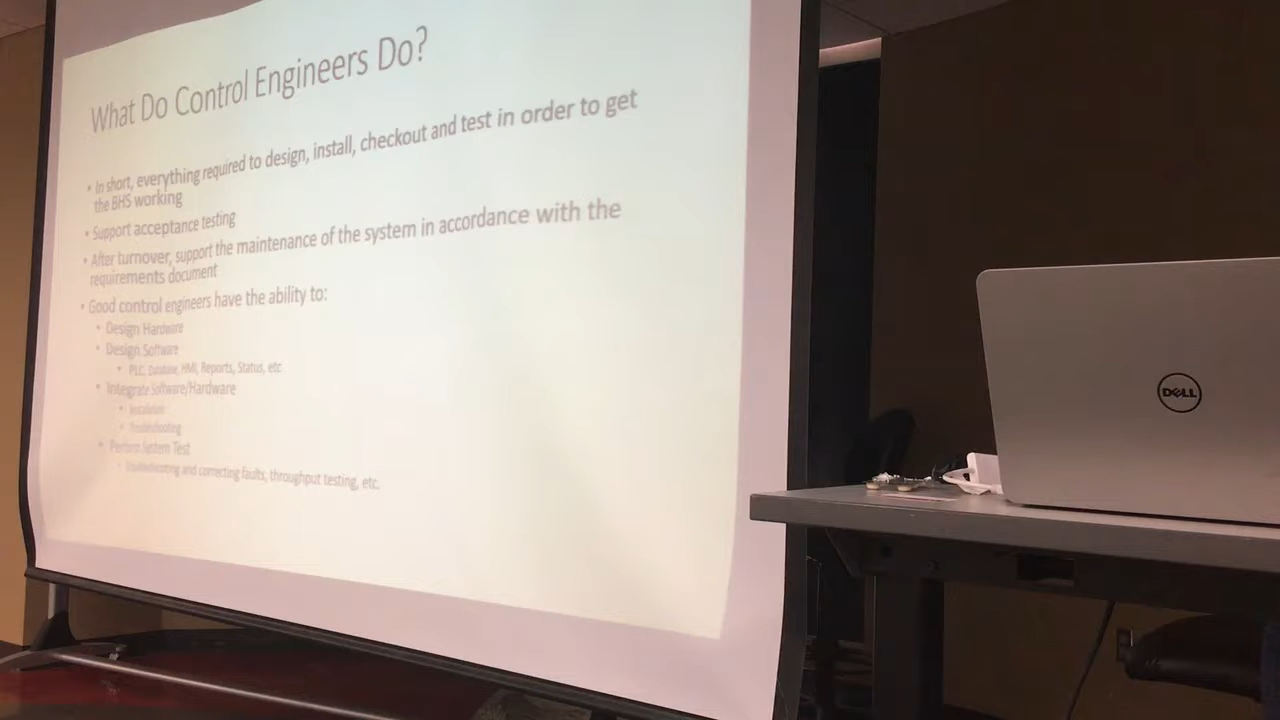 What Do Control Engineers Do?
• In short, everything required to design, install, checkout and test in order to get
the BHS working
• Support acceptance testing
• After turnover, support the maintenance of the system in accordance with the
requirements document
• Good control engineers have the ability to:
• Design Hardware
• Design Software
• PLC, Database, HMI, Reports, Status, etc
• Integrate Software/Hardware
• Installation
• Troubleshooting
• Perform System Test
• Troubleshooting and correcting faults, throughput testing, etc.
DELL